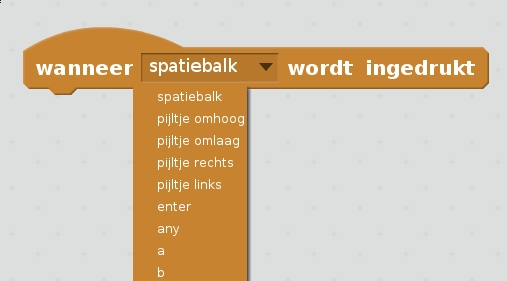 wanneer spatiebalk wordt ingedrukt
spatiebalk
pijltje omhoog
pijltje omlaag
pijltje rechts
pijltje links
enter
any
a
b